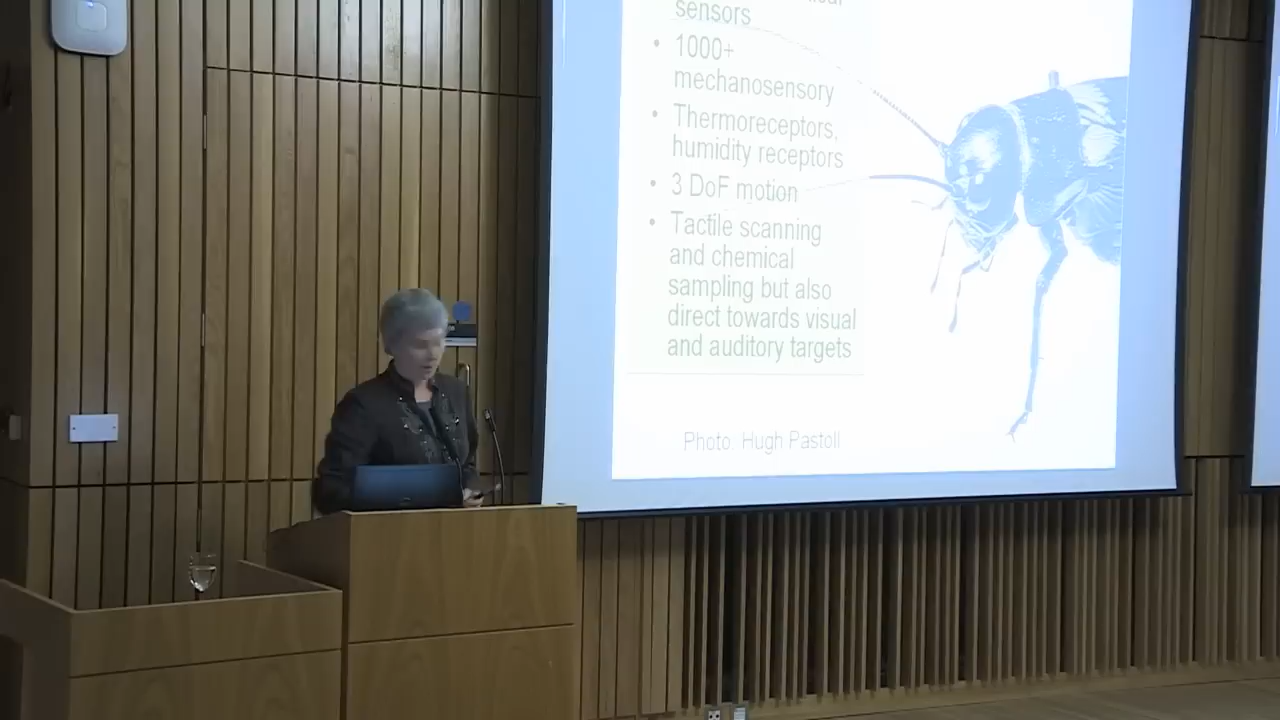 sensors
• 1000+
mechanosensory
• Thermoreceptors,
humidity receptors
• 3 DoF motion
• Tactile scanning
and chemical
sampling but also
direct towards visual
and auditory targets
Photo. Hugh Pastoll